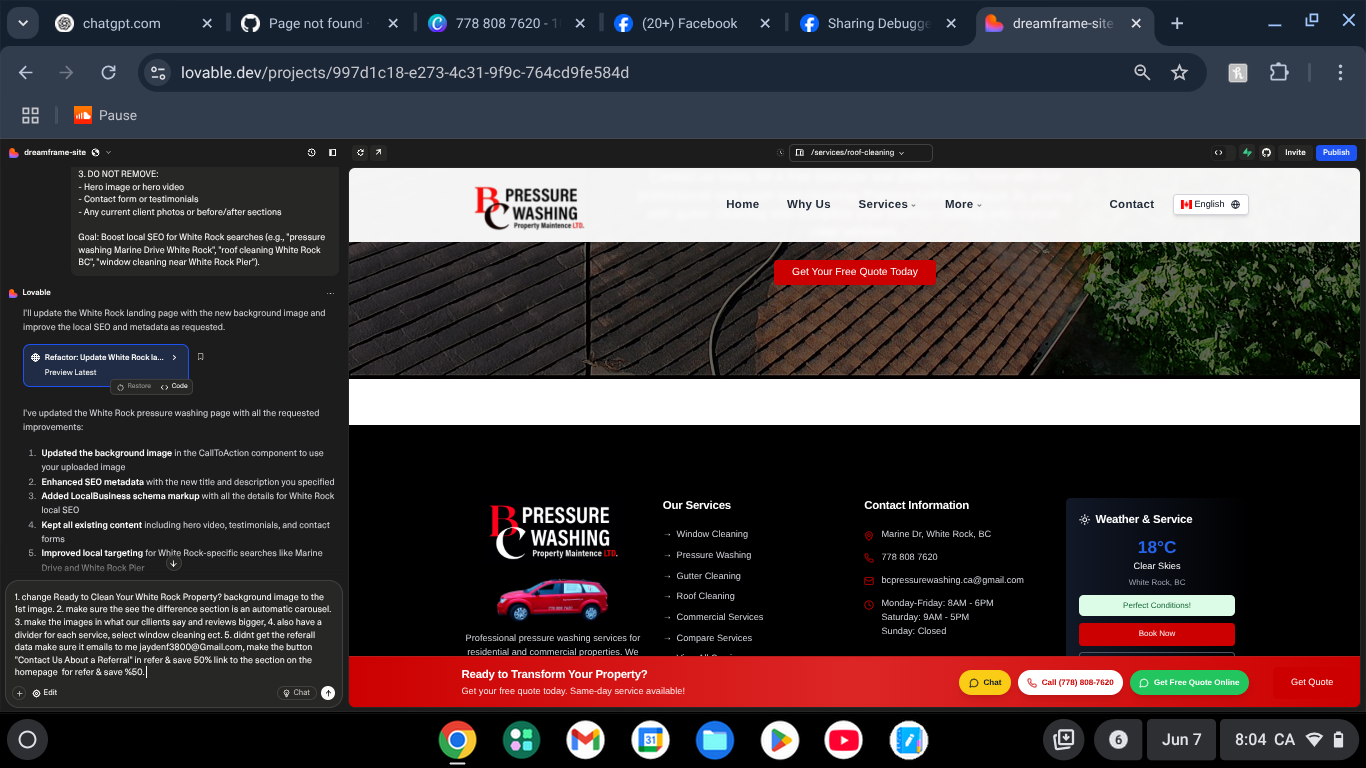 chatgpt.com
Page not found ·
778 808 7620 - 1
(20+) Facebook
Sharing Debugge
dreamframe-site
lovable.dev/projects/997d1c18-e273-4c31-9f9c-764cd9fe584d
Pause
dreamframe-site
/services/roof-cleaning
Invite
Publish
3. DO NOT REMOVE:
- Hero image or hero video
- Contact form or testimonials
- Any current client photos or before/after sections
Goal: Boost local SEO for White Rock searches (e.g., "pressure
washing Marine Drive White Rock", "roof cleaning White Rock
BC", "window cleaning near White Rock Pier").
Lovable
I'll update the White Rock landing page with the new background image and
improve the local SEO and metadata as requested.
Refactor: Update White Rock la...
Preview Latest
Restore
Code
I've updated the White Rock pressure washing page with all the requested
improvements:
1. Updated the background image in the CallToAction component to use
your uploaded image
2. Enhanced SEO metadata with the new title and description you specified
3. Added LocalBusiness schema markup with all the details for White Rock
local SEO
4. Kept all existing content including hero video, testimonials, and contact
forms
5. Improved local targeting for White Rock-specific searches like Marine
Drive and White Rock Pier
1. change Ready to Clean Your White Rock Property? background image to the
1st image. 2. make sure the see the difference section is an automatic carousel.
3. make the images in what our cllients say and reviews bigger, 4. also have a
divider for each service, select window cleaning ect. 5. didnt get the referall
data make sure it emails to me jaydenf3800@Gmail.com, make the button
"Contact Us About a Referral" in refer & save 50% link to the section on the
homepage  for refer & save %50.
Edit
Chat
BC PRESSURE
WASHING
Property Maintence LTD.
Home
Why Us
Services
More
Contact
English
Get Your Free Quote Today
BC PRESSURE
WASHING
Property Maintence LTD.
Professional pressure washing services for
residential and commercial properties. We
Our Services
→ Window Cleaning
→ Pressure Washing
→ Gutter Cleaning
→ Roof Cleaning
→ Commercial Services
→ Compare Services
Contact Information
Marine Dr, White Rock, BC
778 808 7620
bcpressurewashing.ca@gmail.com
Monday-Friday: 8AM - 6PM
Saturday: 9AM - 5PM
Sunday: Closed
Weather & Service
18°C
Clear Skies
White Rock, BC
Perfect Conditions!
Book Now
Ready to Transform Your Property?
Get your free quote today. Same-day service available!
Chat
Call (778) 808-7620
Get Free Quote Online
Get Quote
31
6
Jun 7
8:04 CA